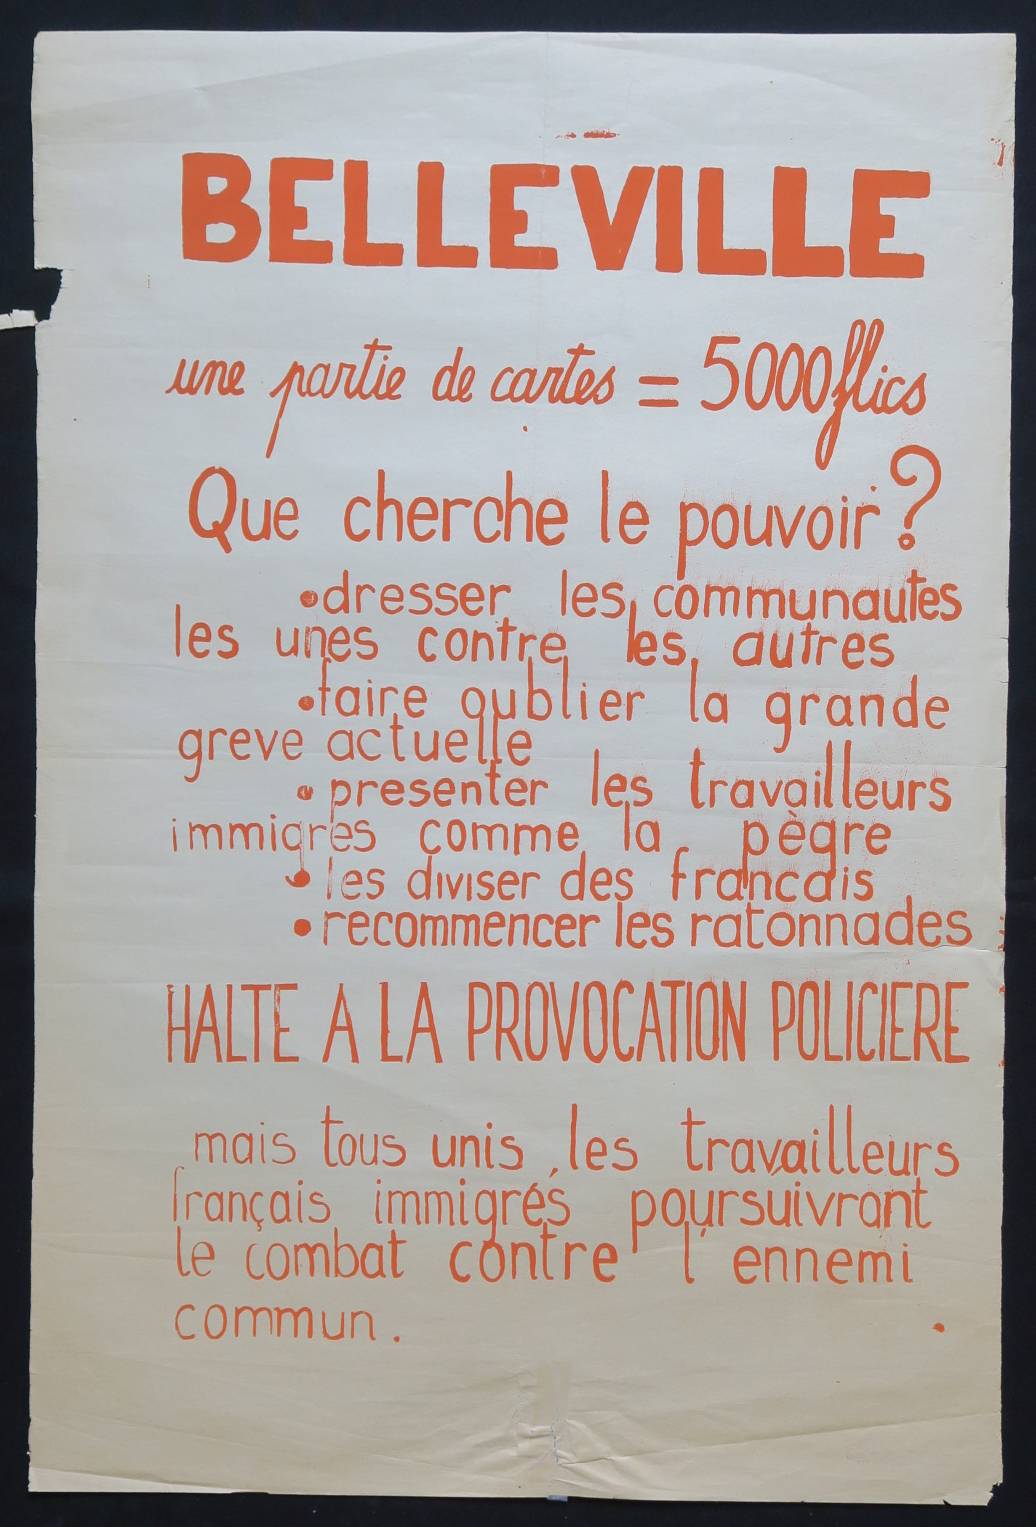 BELLEVILLE
une partie de cartes = 5000 flics
Que cherche le pouvoir ?
•dresser les communautes
les unes contre les autres
•faire oublier la grande
greve actuelle
• presenter les travailleurs
immigrés comme la pègre
• les diviser des francais
• recommencer les ratonnades
HALTE A LA PROVOCATION POLICIERE
mais tous unis, les travailleurs
français immigrés poursuivront
le combat contre l'ennemi
commun.